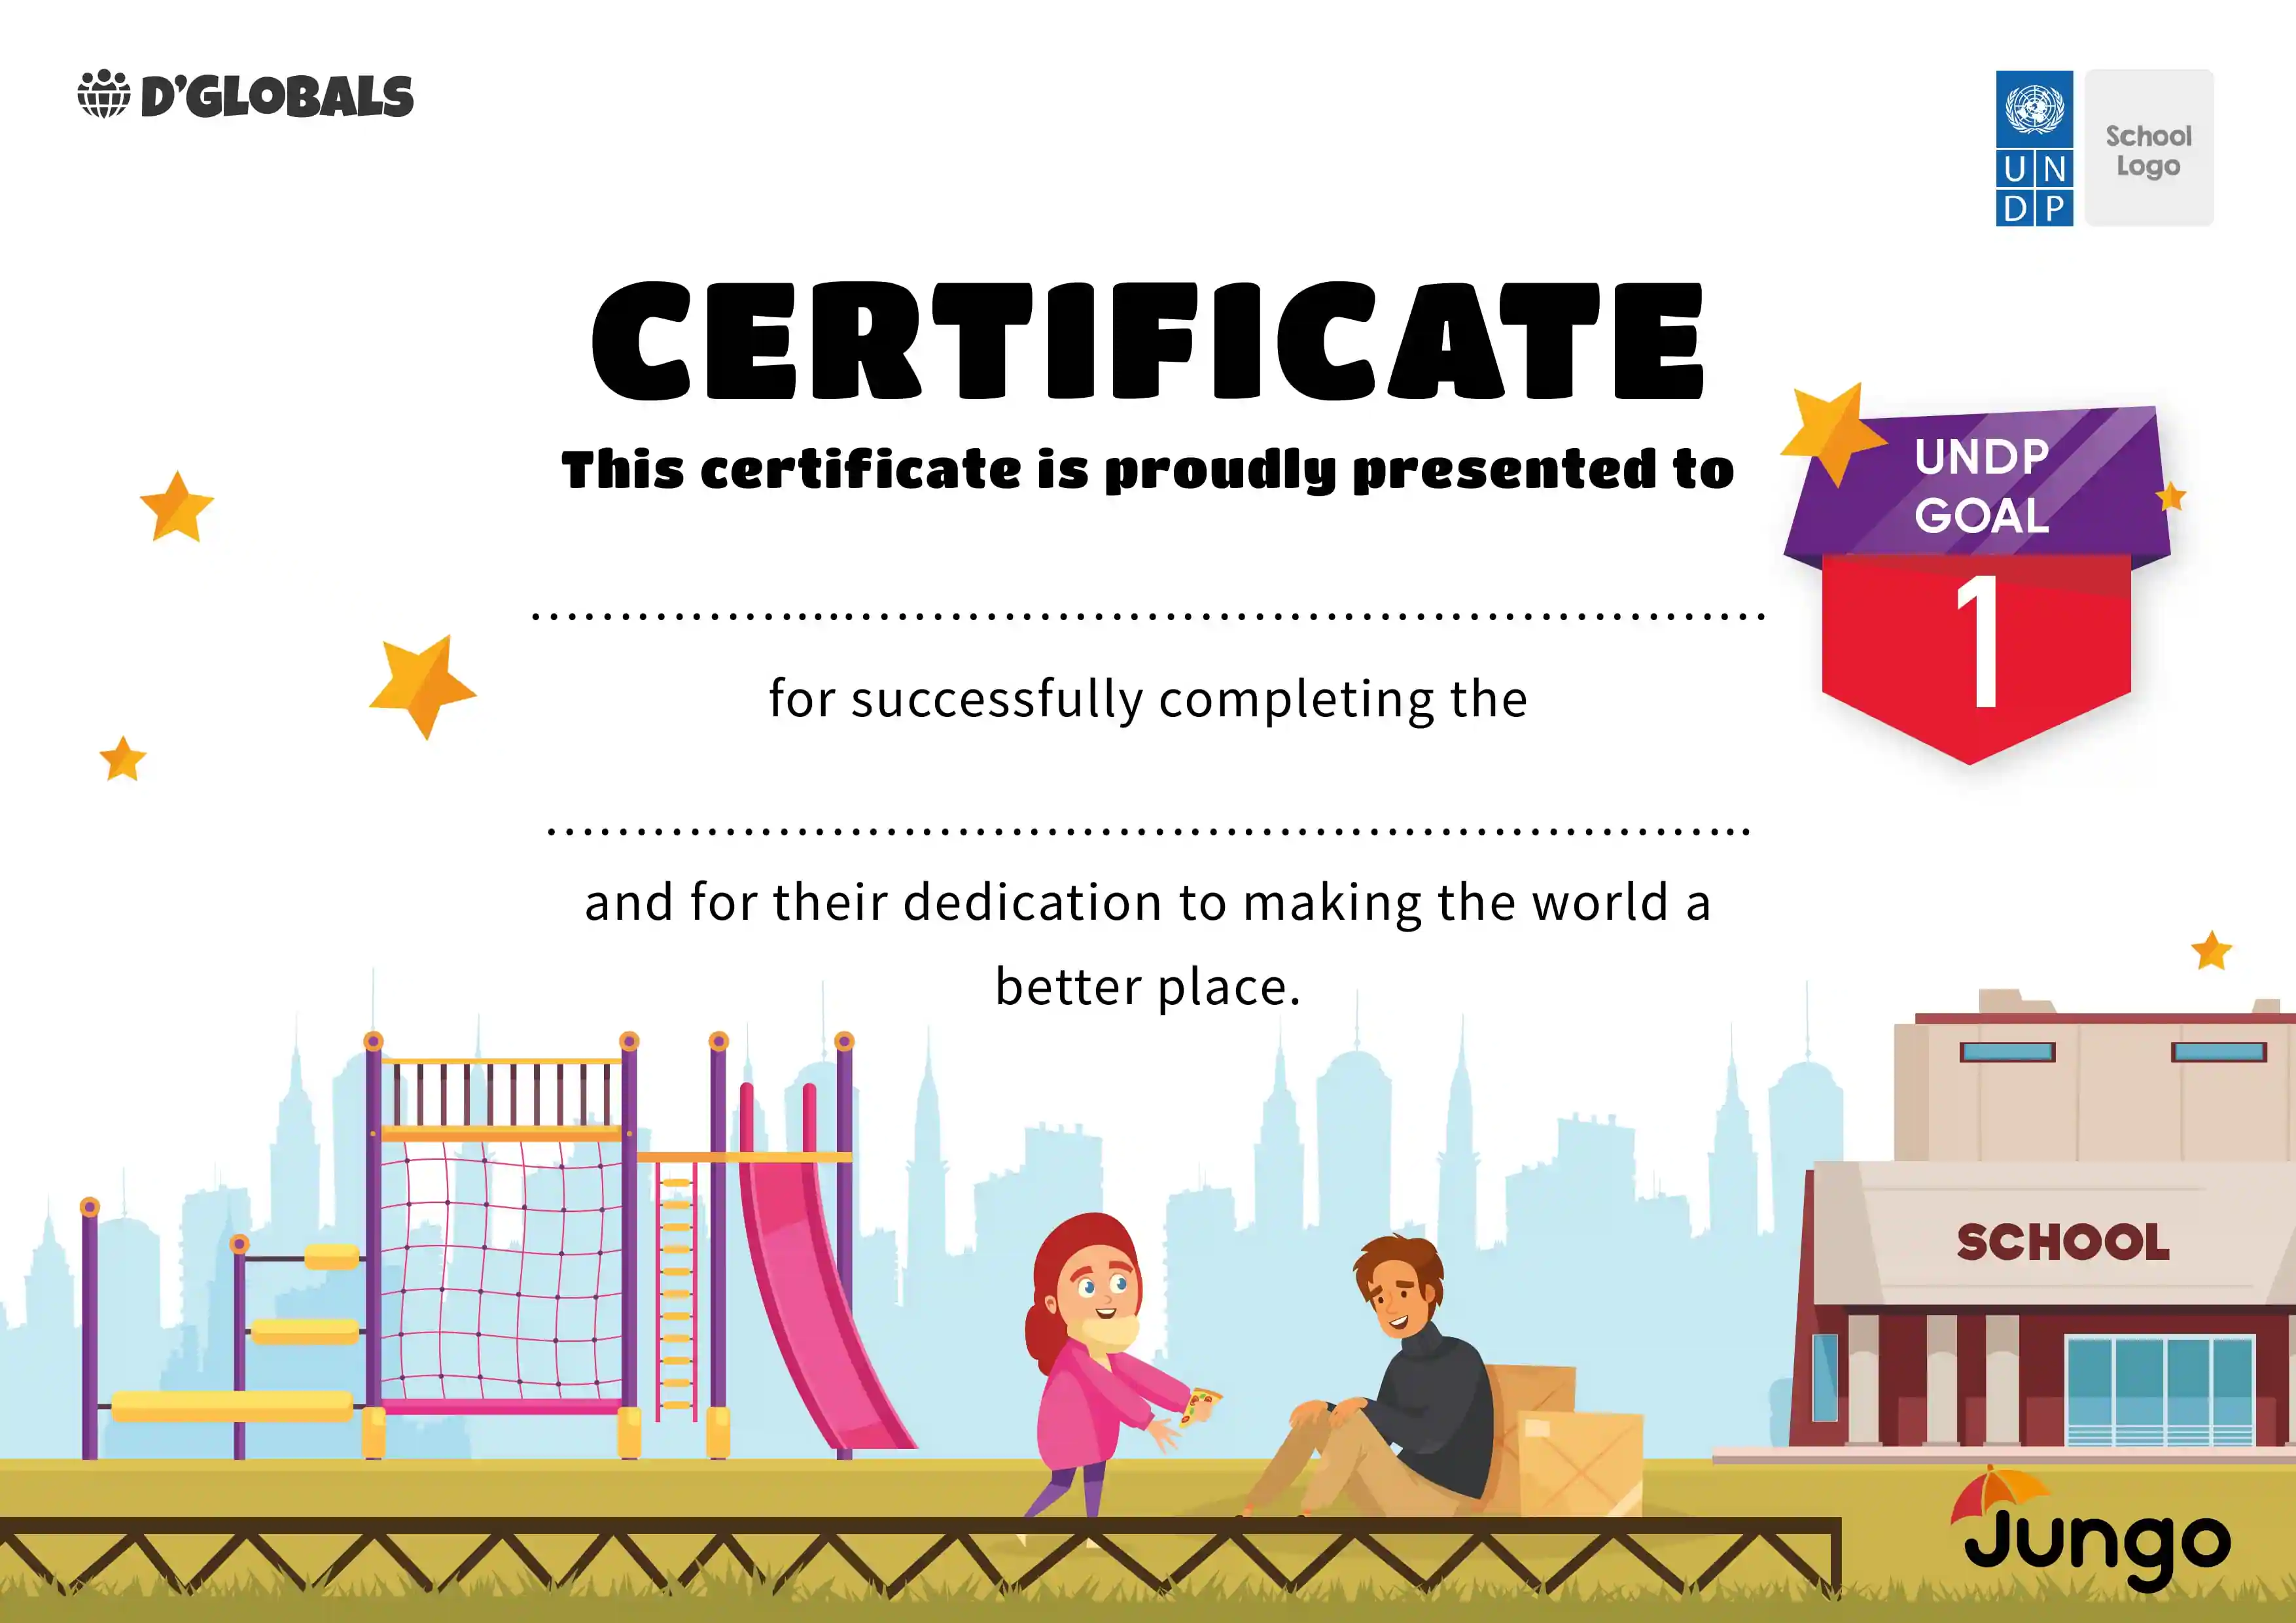 D'GLOBALS
UN
DP
School
Logo
CERTIFICATE
This certificate is proudly presented to
UNDP
GOAL
1
for successfully completing the
and for their dedication to making the world a
better place.
SCHOOL
Jungo